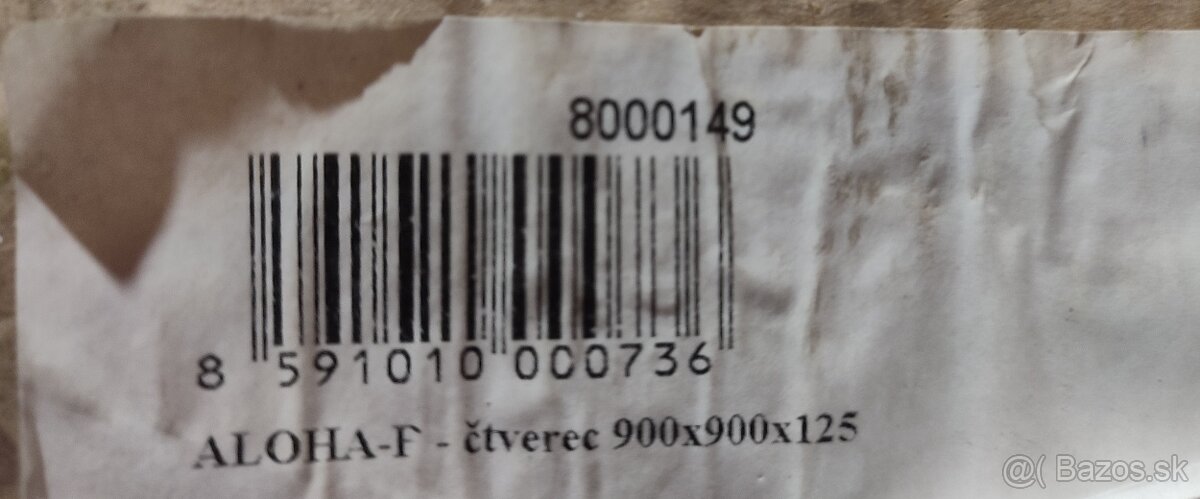 8000149
8 591010 000736
ALOHA-F - čtverec 900x900x125
@( Bazos.sk